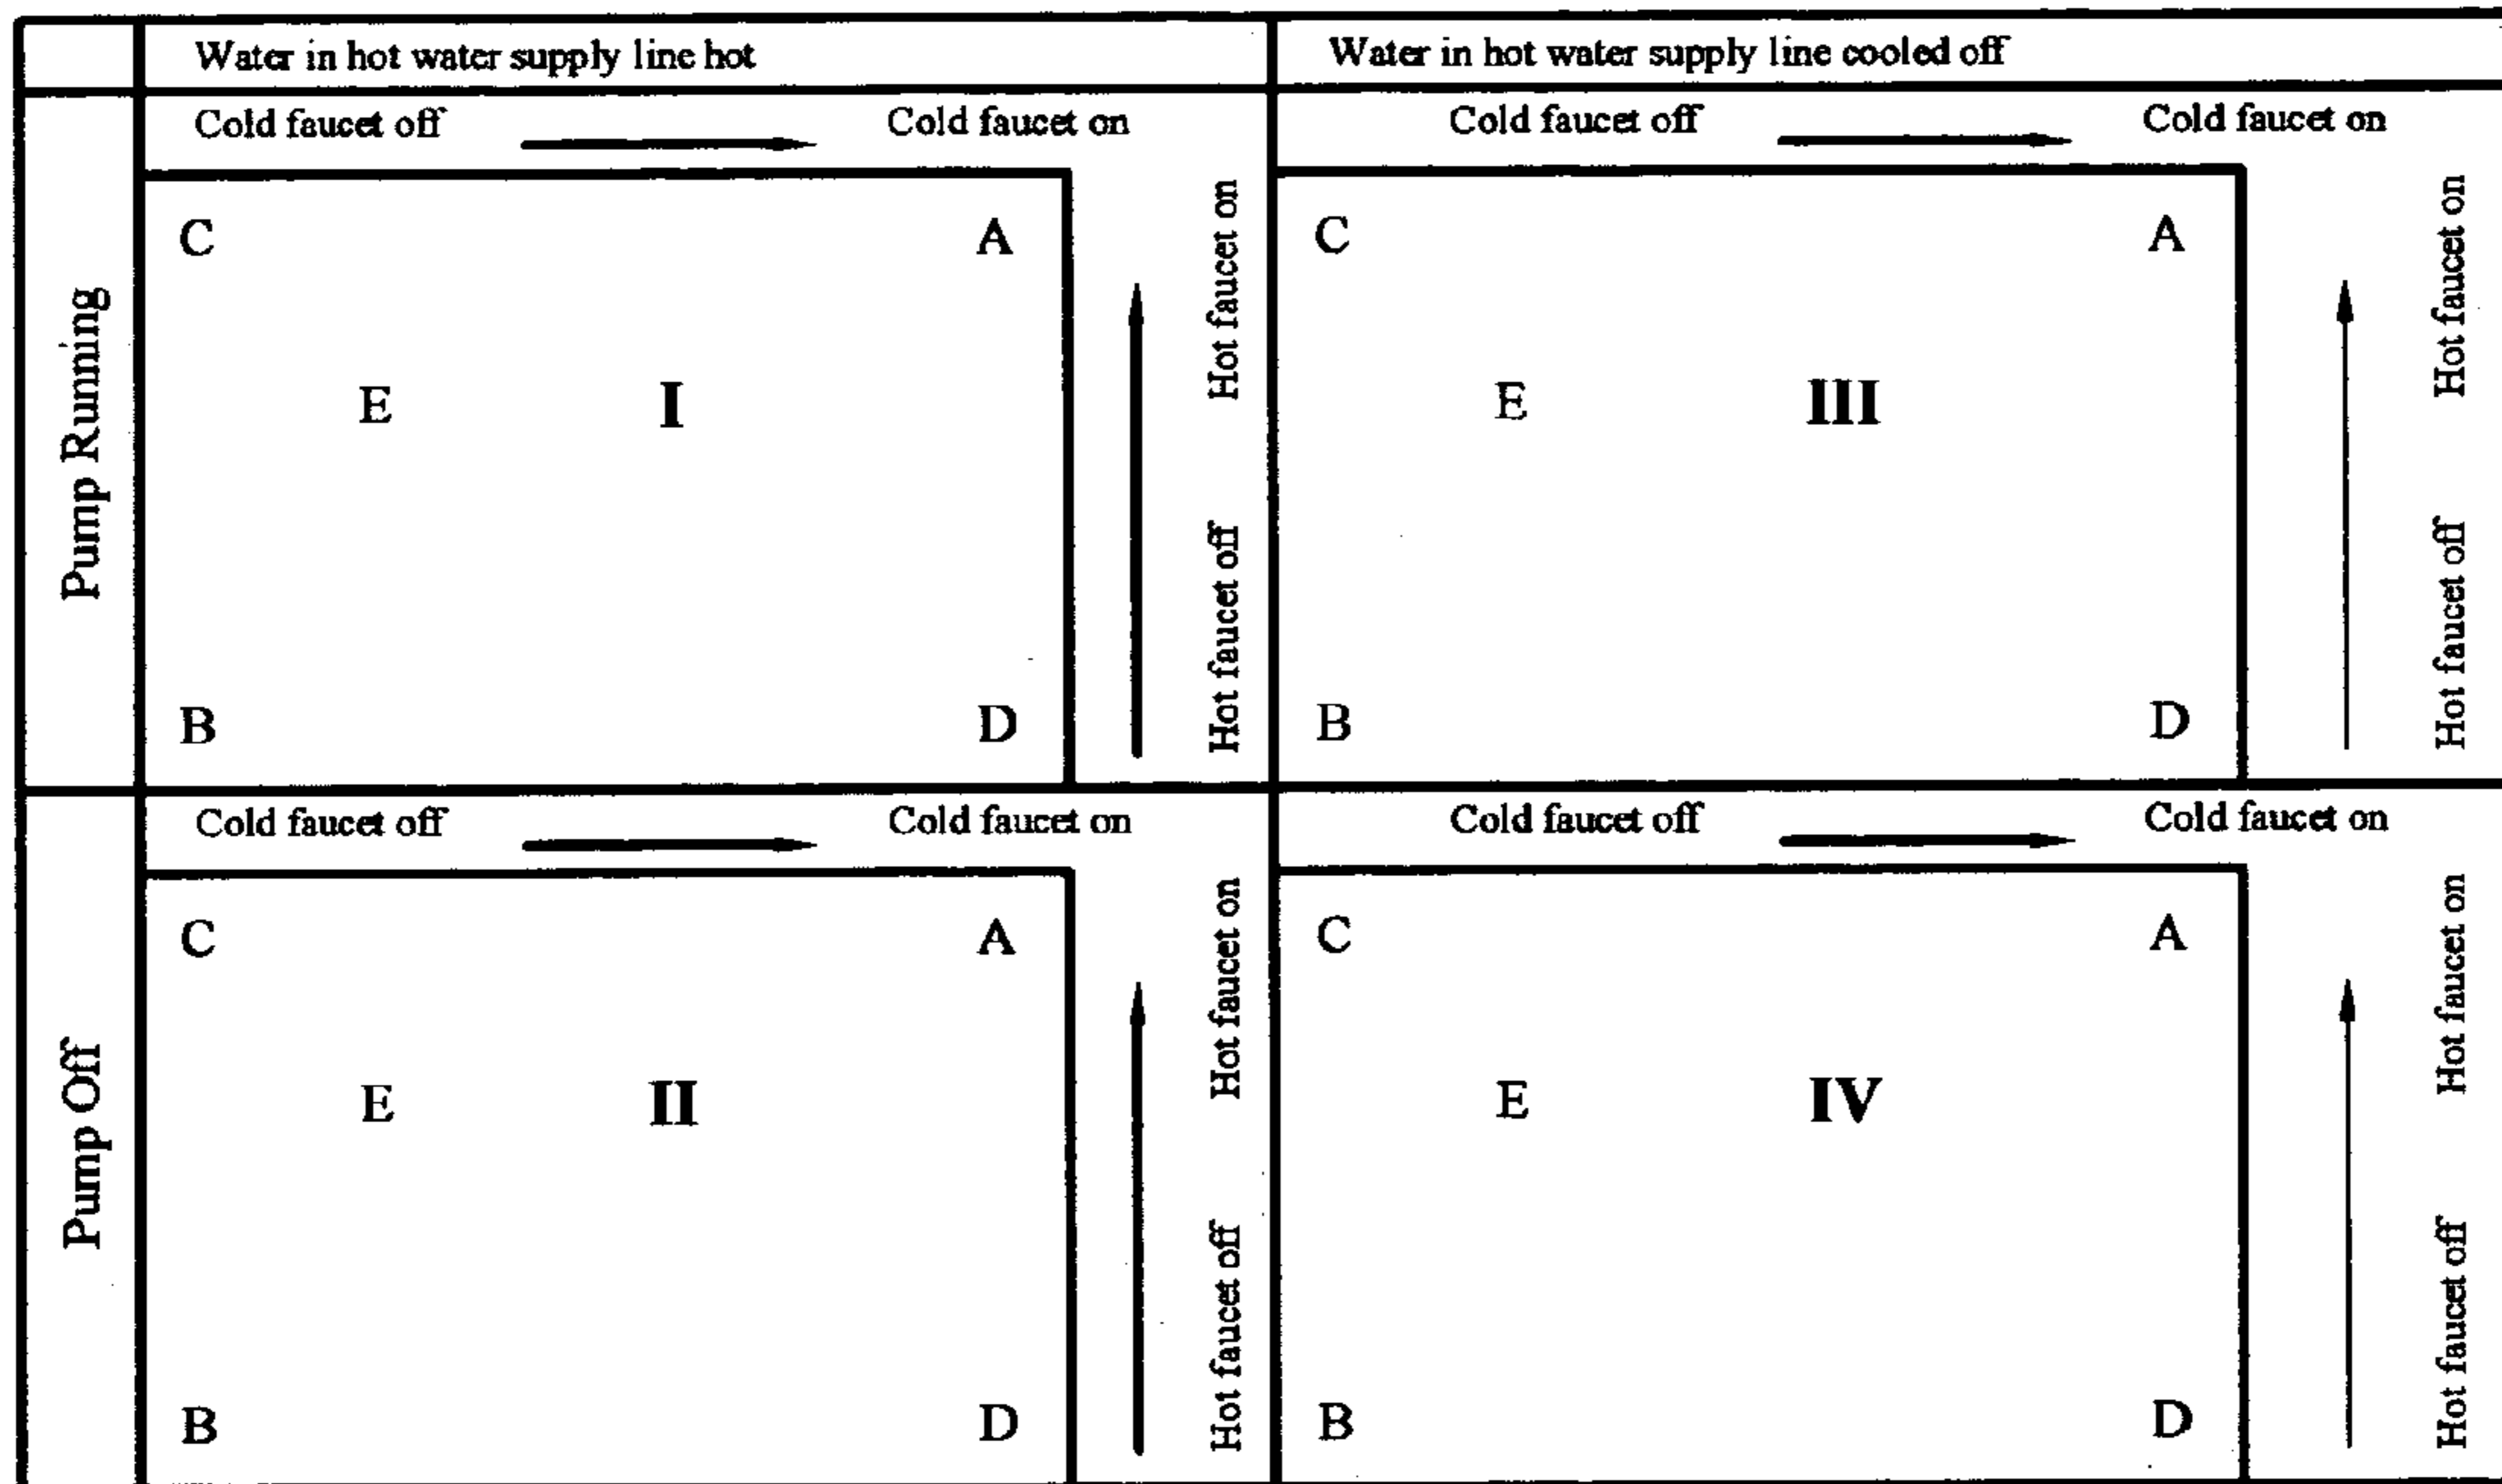 Water in hot water supply line hot
Water in hot water supply line cooled off
Pump Running
Cold faucet off
Cold faucet on
C
A
E
I
B
D
Hot faucet off
Hot faucet on
Cold faucet off
Cold faucet on
C
A
E
III
B
D
Hot faucet off
Hot faucet on
Pump Off
Cold faucet off
Cold faucet on
C
A
E
II
B
D
Hot faucet off
Hot faucet on
Cold faucet off
Cold faucet on
C
A
E
IV
B
D
Hot faucet off
Hot faucet on